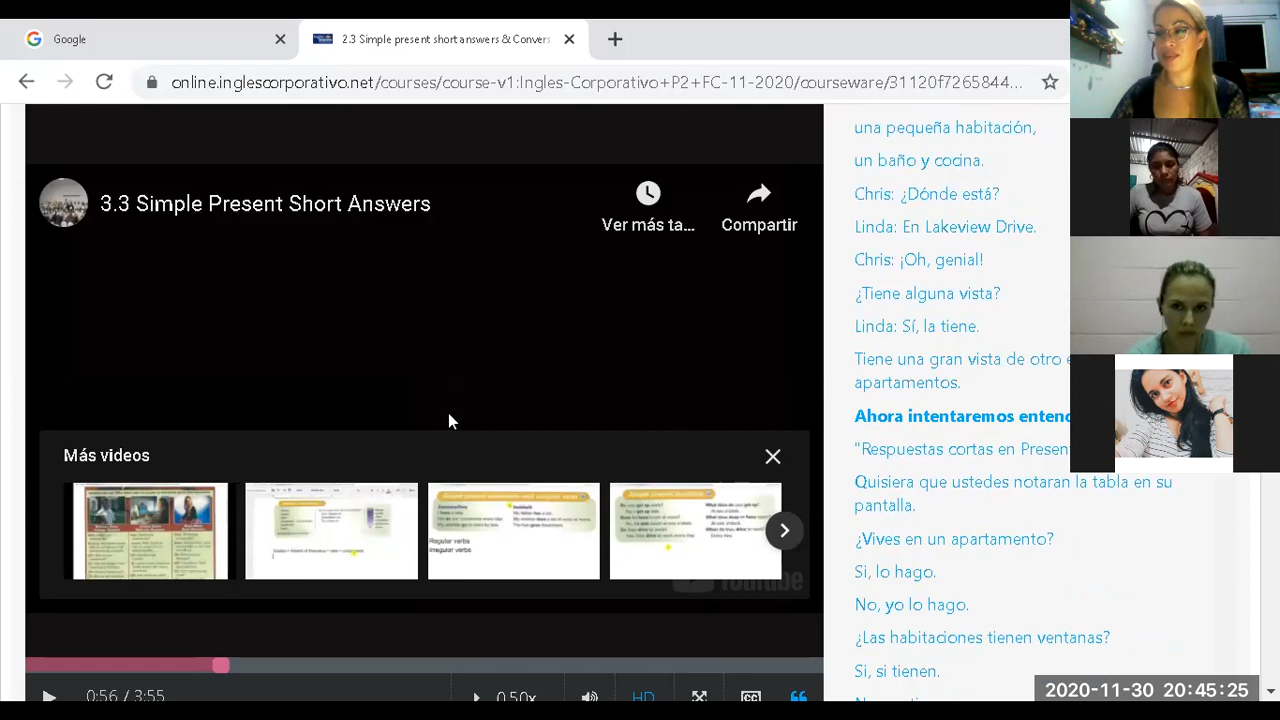 Google
2.3 Simple present short answers & Convers
online.inglescorporativo.net/courses/course-v1:Ingles-Corporativo+P2+FC-11-2020/courseware/31120f7265844...
3.3 Simple Present Short Answers
Ver más ta...
Compartir
Más videos
Regular verbs
Irregular verbs
0:56 / 3:55
0.50x
HD
una pequeña habitación,
un baño y cocina.
Chris: ¿Dónde está?
Linda: En Lakeview Drive.
Chris: ¡Oh, genial!
¿Tiene alguna vista?
Linda: Sí, la tiene.
Tiene una gran vista de otro e
apartamentos.
Ahora intentaremos entend
"Respuestas cortas en Presen
Quisiera que ustedes notaran la tabla en su
pantalla.
¿Vives en un apartamento?
Si, lo hago.
No, yo lo hago.
¿Las habitaciones tienen ventanas?
Si, si tienen.
2020-11-30 20:45:25